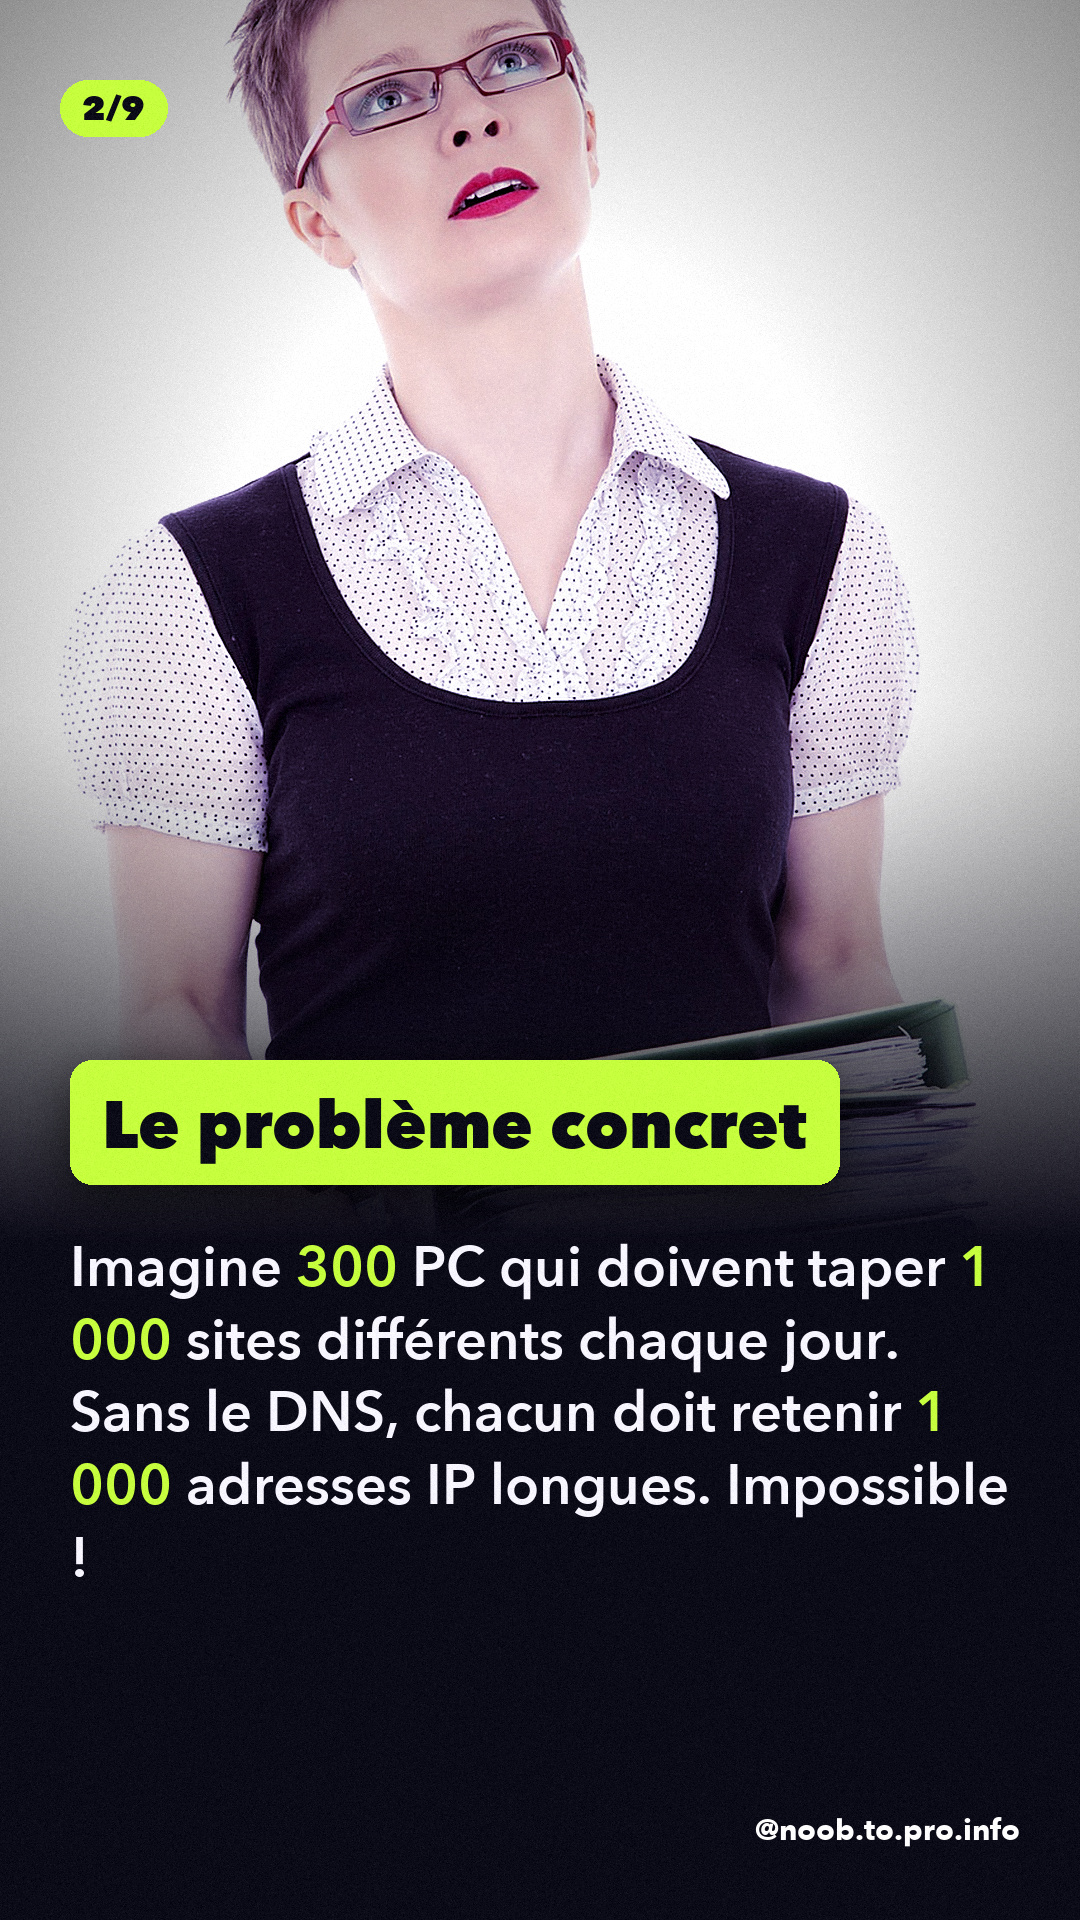 2/9
Le problème concret
Imagine 300 PC qui doivent taper 1
000 sites différents chaque jour.
Sans le DNS, chacun doit retenir 1
000 adresses IP longues. Impossible
!
@noob.to.pro.info